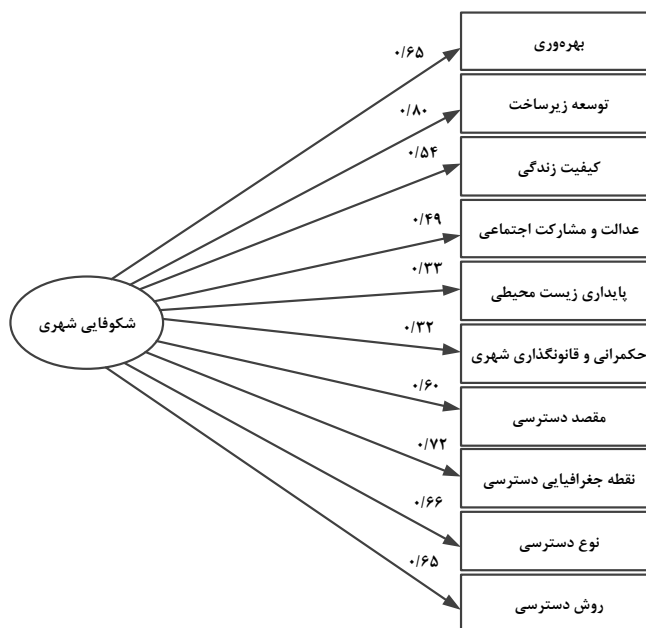 ۰/۶۵
بهره‌وری
۰/۸۰
توسعه زیرساخت
۰/۵۴
کیفیت زندگی
۰/۴۹
عدالت و مشارکت اجتماعی
۰/۳۳
پایداری زیست محیطی
شکوفایی شهری
۰/۳۲
حکمرانی و قانونگذاری شهری
۰/۶۰
مقصد دسترسی
۰/۷۲
نقطه جغرافیایی دسترسی
۰/۶۶
نوع دسترسی
۰/۶۵
روش دسترسی